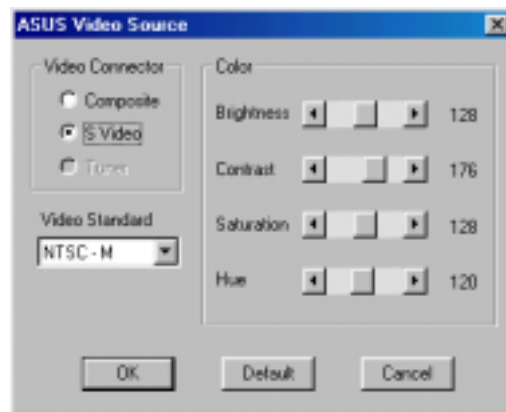 ASUS Video Source
Video Connector
Composite
S Video
Tuner
Video Standard
NTSC - M
Color
Brightness 128
Contrast 176
Saturation 128
Hue 120
OK Default Cancel